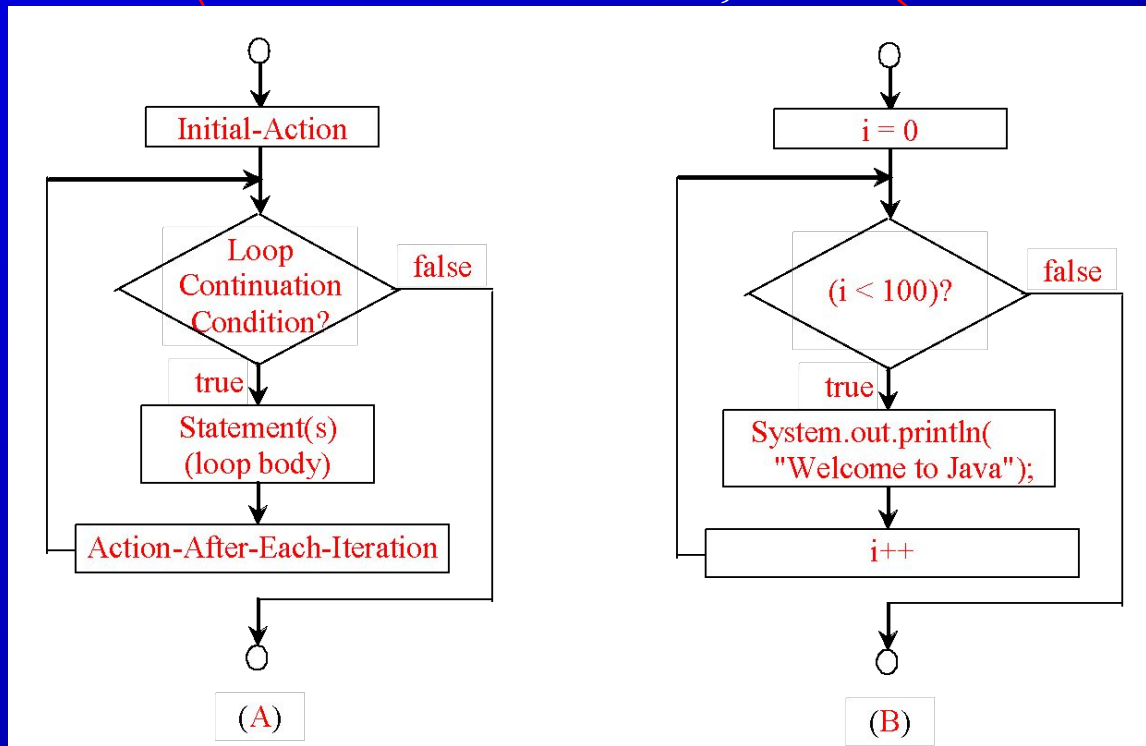 Initial-Action
Loop
Continuation
Condition?
false
true
Statement(s)
(loop body)
Action-After-Each-Iteration
(A)
i = 0
(i < 100)?
false
true
System.out.println(
"Welcome to Java");
i++
(B)